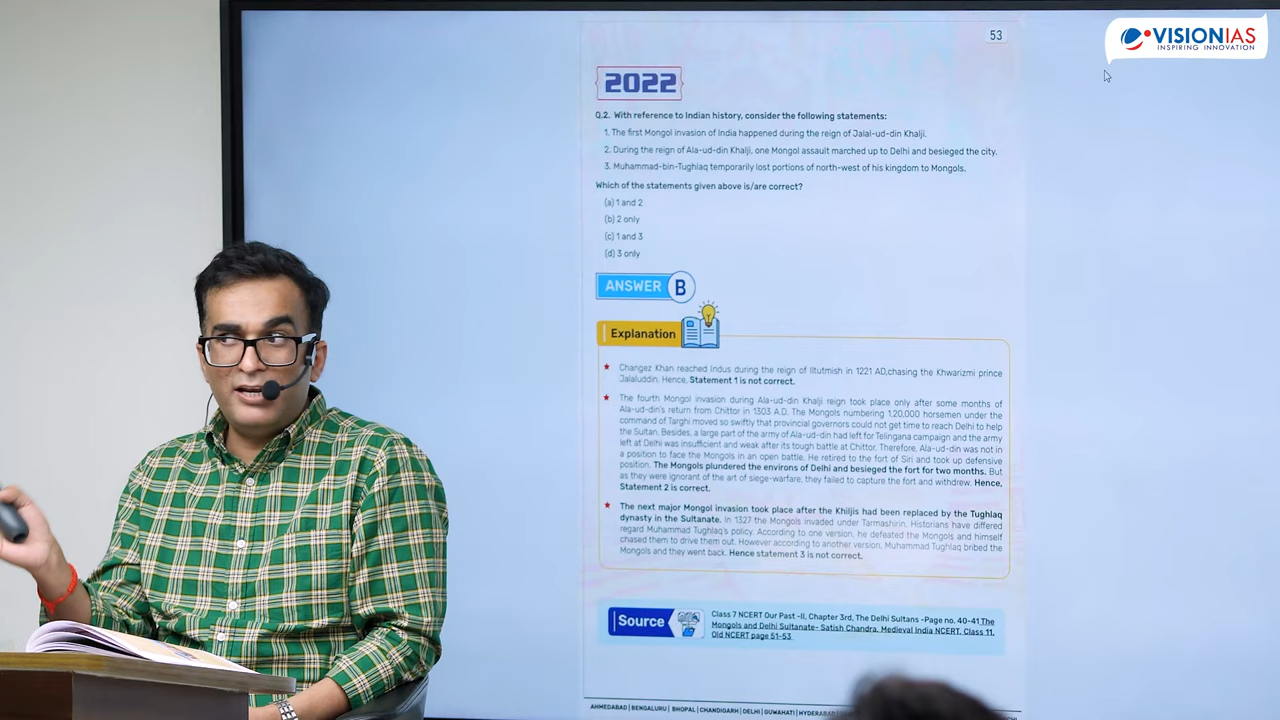 53
VISIONIAS
INSPIRING INNOVATION
2022
Q.2. With reference to Indian history, consider the following statements:
1. The first Mongol invasion of India happened during the reign of Jalal-ud-din Khalji.
2. During the reign of Ala-ud-din Khalji, one Mongol assault marched up to Delhi and besieged the city.
3. Muhammad-bin-Tughlaq temporarily lost portions of north-west of his kingdom to Mongols.
Which of the statements given above is/are correct?
(a) 1 and 2
(b) 2 only
(c) 1 and 3
(d) 3 only
ANSWER B
Explanation
Changez Khan reached Indus during the reign of Iltutmish in 1221 AD,chasing the Khwarizmi prince
Jalaluddin. Hence, Statement 1 is not correct.
The fourth Mongol invasion during Ala-ud-din Khalji reign took place only after some months of
Ala-ud-din's return from Chittor in 1303 A.D. The Mongols numbering 1,20,000 horsemen under the
command of Targhi moved so swiftly that provincial governors could not get time to reach Delhi to help
the Sultan. Besides, a large part of the army of Ala-ud-din had left for Telingana campaign and the army
left at Delhi was insufficient and weak after its tough battle at Chittor. Therefore, Ala-ud-din was not in
a position to face the Mongols in an open battle. He retired to the fort of Siri and took up defensive
position. The Mongols plundered the environs of Delhi and besieged the fort for two months. But
as they were ignorant of the art of siege-warfare, they failed to capture the fort and withdrew. Hence,
Statement 2 is correct.
The next major Mongol invasion took place after the Khiljis had been replaced by the Tughlaq
dynasty in the Sultanate. In 1327 the Mongols invaded under Tarmashirin. Historians have differed
regard Muhammad Tughlaq's policy. According to one version, he defeated the Mongols and himself
chased them to drive them out. However according to another version, Muhammad Tughlaq bribed the
Mongols and they went back. Hence statement 3 is not correct.
Source
Class 7 NCERT Our Past -II, Chapter 3rd, The Delhi Sultans -Page no. 40-41 The
Mongols and Delhi Sultanate- Satish Chandra, Medieval India NCERT, Class 11,
Old NCERT page 51-53
AHMEDABAD | BENGALURU | BHOPAL | CHANDIGARH | DELHI | GUWAHATI | HYDERABAD